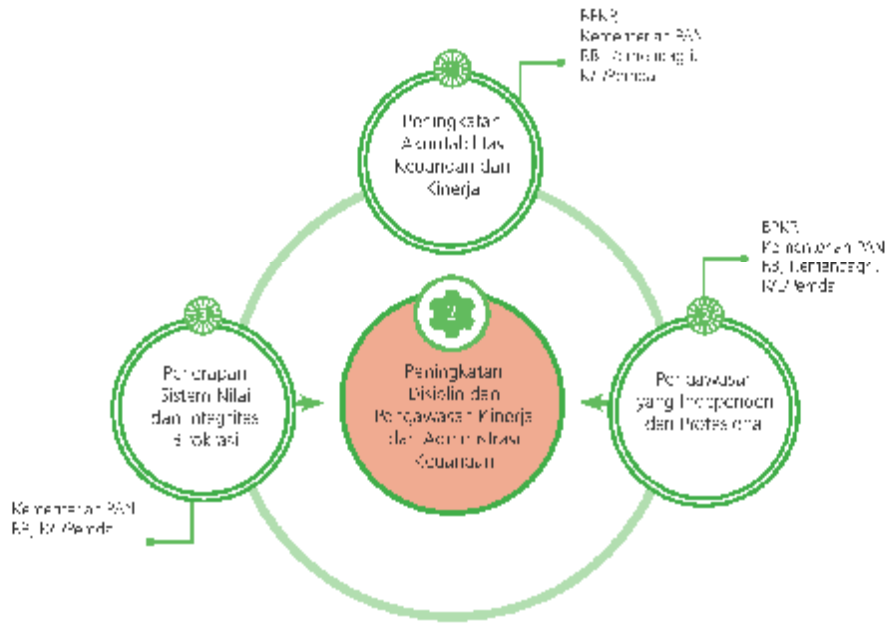 BPKP,
Kementerian PAN
RB, Kemendagri,
K/L/Pemda
Peningkatan
Akuntabilitas
Keuangan dan
Kinerja
BPKP,
Kementerian PAN
RB, Kemendagri,
K/L/Pemda
2
Penerapan
Sistem Nilai
dan Integritas
Birokrasi
Peningkatan
Disiplin dan
Pengawasan Kinerja
dan Administrasi
Keuangan
Pengawasan
yang Independen
dan Profesional
Kementerian PAN
RB, K/L/Pemda